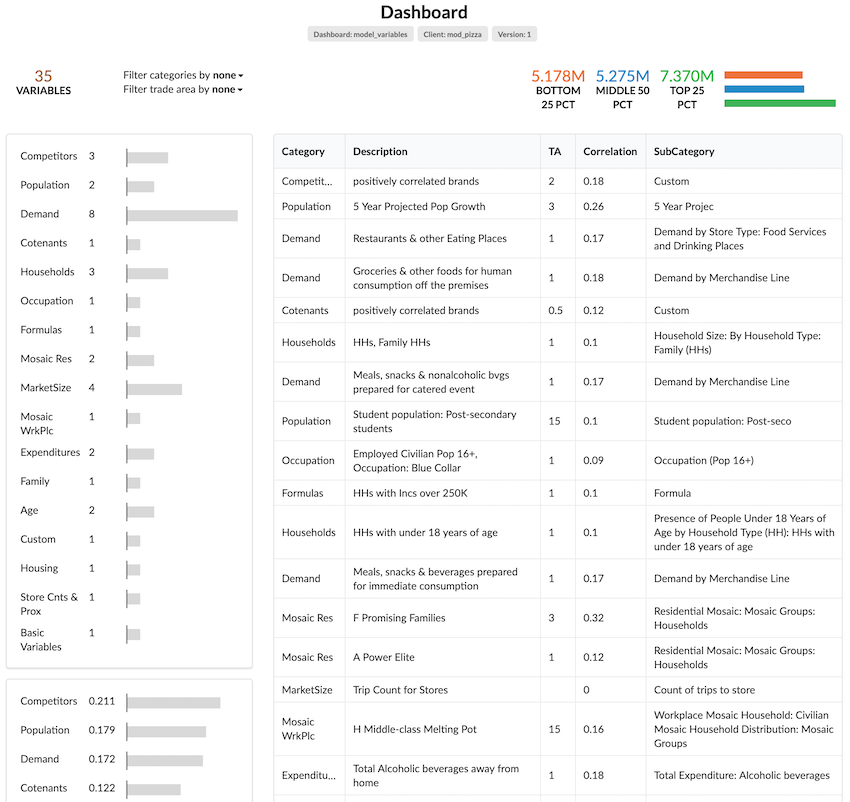 Dashboard
Dashboard: model_variables Client: mod_pizza Version: 1
35
VARIABLES
Filter categories by none
Filter trade area by none
5.178M 5.275M 7.370M
BOTTOM MIDDLE 50 TOP 25
25 PCT PCT PCT
Competitors 3
Population 2
Demand 8
Cotenants 1
Households 3
Occupation 1
Formulas 1
Mosaic Res 2
MarketSize 4
Mosaic 1
WrkPlc
Expenditures 2
Family 1
Age 2
Custom 1
Housing 1
Store Cnts & 1
Prox
Basic 1
Variables
Competitors 0.211
Population 0.179
Demand 0.172
Cotenants 0.122
Category Description TA Correlation SubCategory
Competit... positively correlated brands 2 0.18 Custom
Population 5 Year Projected Pop Growth 3 0.26 5 Year Projec
Demand Restaurants & other Eating Places 1 0.17 Demand by Store Type: Food Services
and Drinking Places
Demand Groceries & other foods for human 1 0.18 Demand by Merchandise Line
consumption off the premises
Cotenants positively correlated brands 0.5 0.12 Custom
Households HHs, Family HHs 1 0.1 Household Size: By Household Type:
Family (HHs)
Demand Meals, snacks & nonalcoholic bvgs 1 0.17 Demand by Merchandise Line
prepared for catered event
Population Student population: Post-secondary 15 0.1 Student population: Post-seco
students
Occupation Employed Civilian Pop 16+, 1 0.09 Occupation (Pop 16+)
Occupation: Blue Collar
Formulas HHs with Incs over 250K 1 0.1 Formula
Households HHs with under 18 years of age 1 0.1 Presence of People Under 18 Years of
Age by Household Type (HH): HHs with
under 18 years of age
Demand Meals, snacks & beverages prepared 1 0.17 Demand by Merchandise Line
for immediate consumption
Mosaic Res F Promising Families 3 0.32 Residential Mosaic: Mosaic Groups:
Households
Mosaic Res A Power Elite 1 0.12 Residential Mosaic: Mosaic Groups:
Households
MarketSize Trip Count for Stores 0 Count of trips to store
Mosaic H Middle-class Melting Pot 15 0.16 Workplace Mosaic Household: Civilian
WrkPlc Mosaic Household Distribution: Mosaic
Groups
Expenditu... Total Alcoholic beverages away from 1 0.18 Total Expenditure: Alcoholic beverages
home